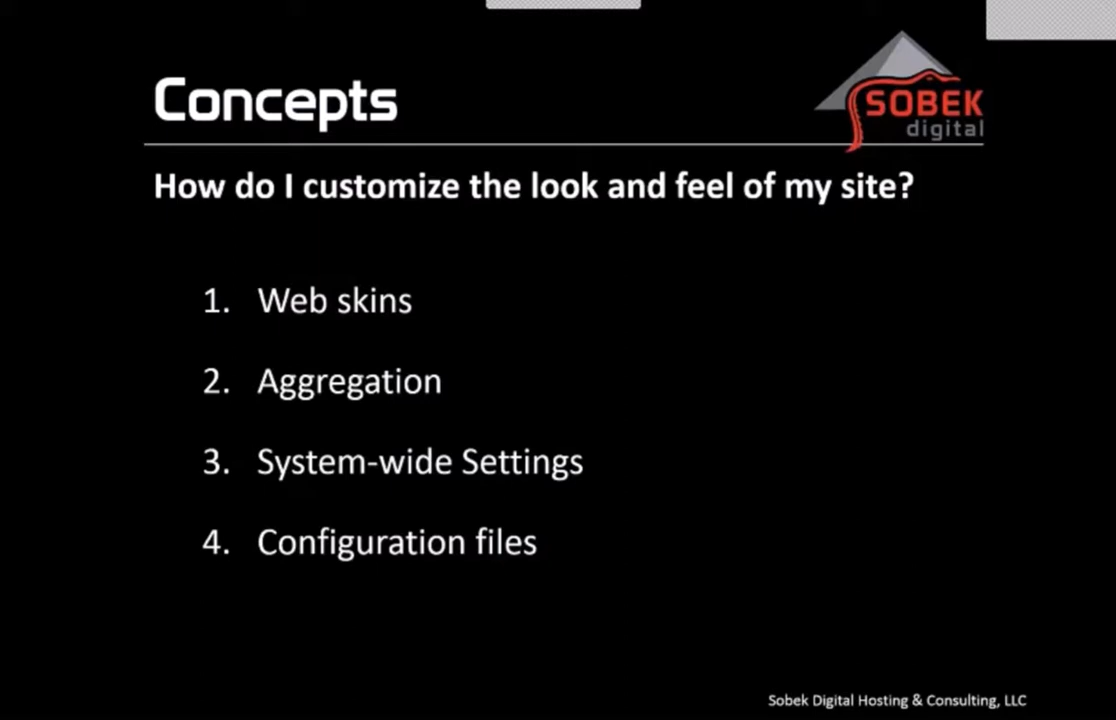 Concepts
SOBEK
digital
How do I customize the look and feel of my site?
1. Web skins
2. Aggregation
3. System-wide Settings
4. Configuration files
Sobek Digital Hosting & Consulting, LLC